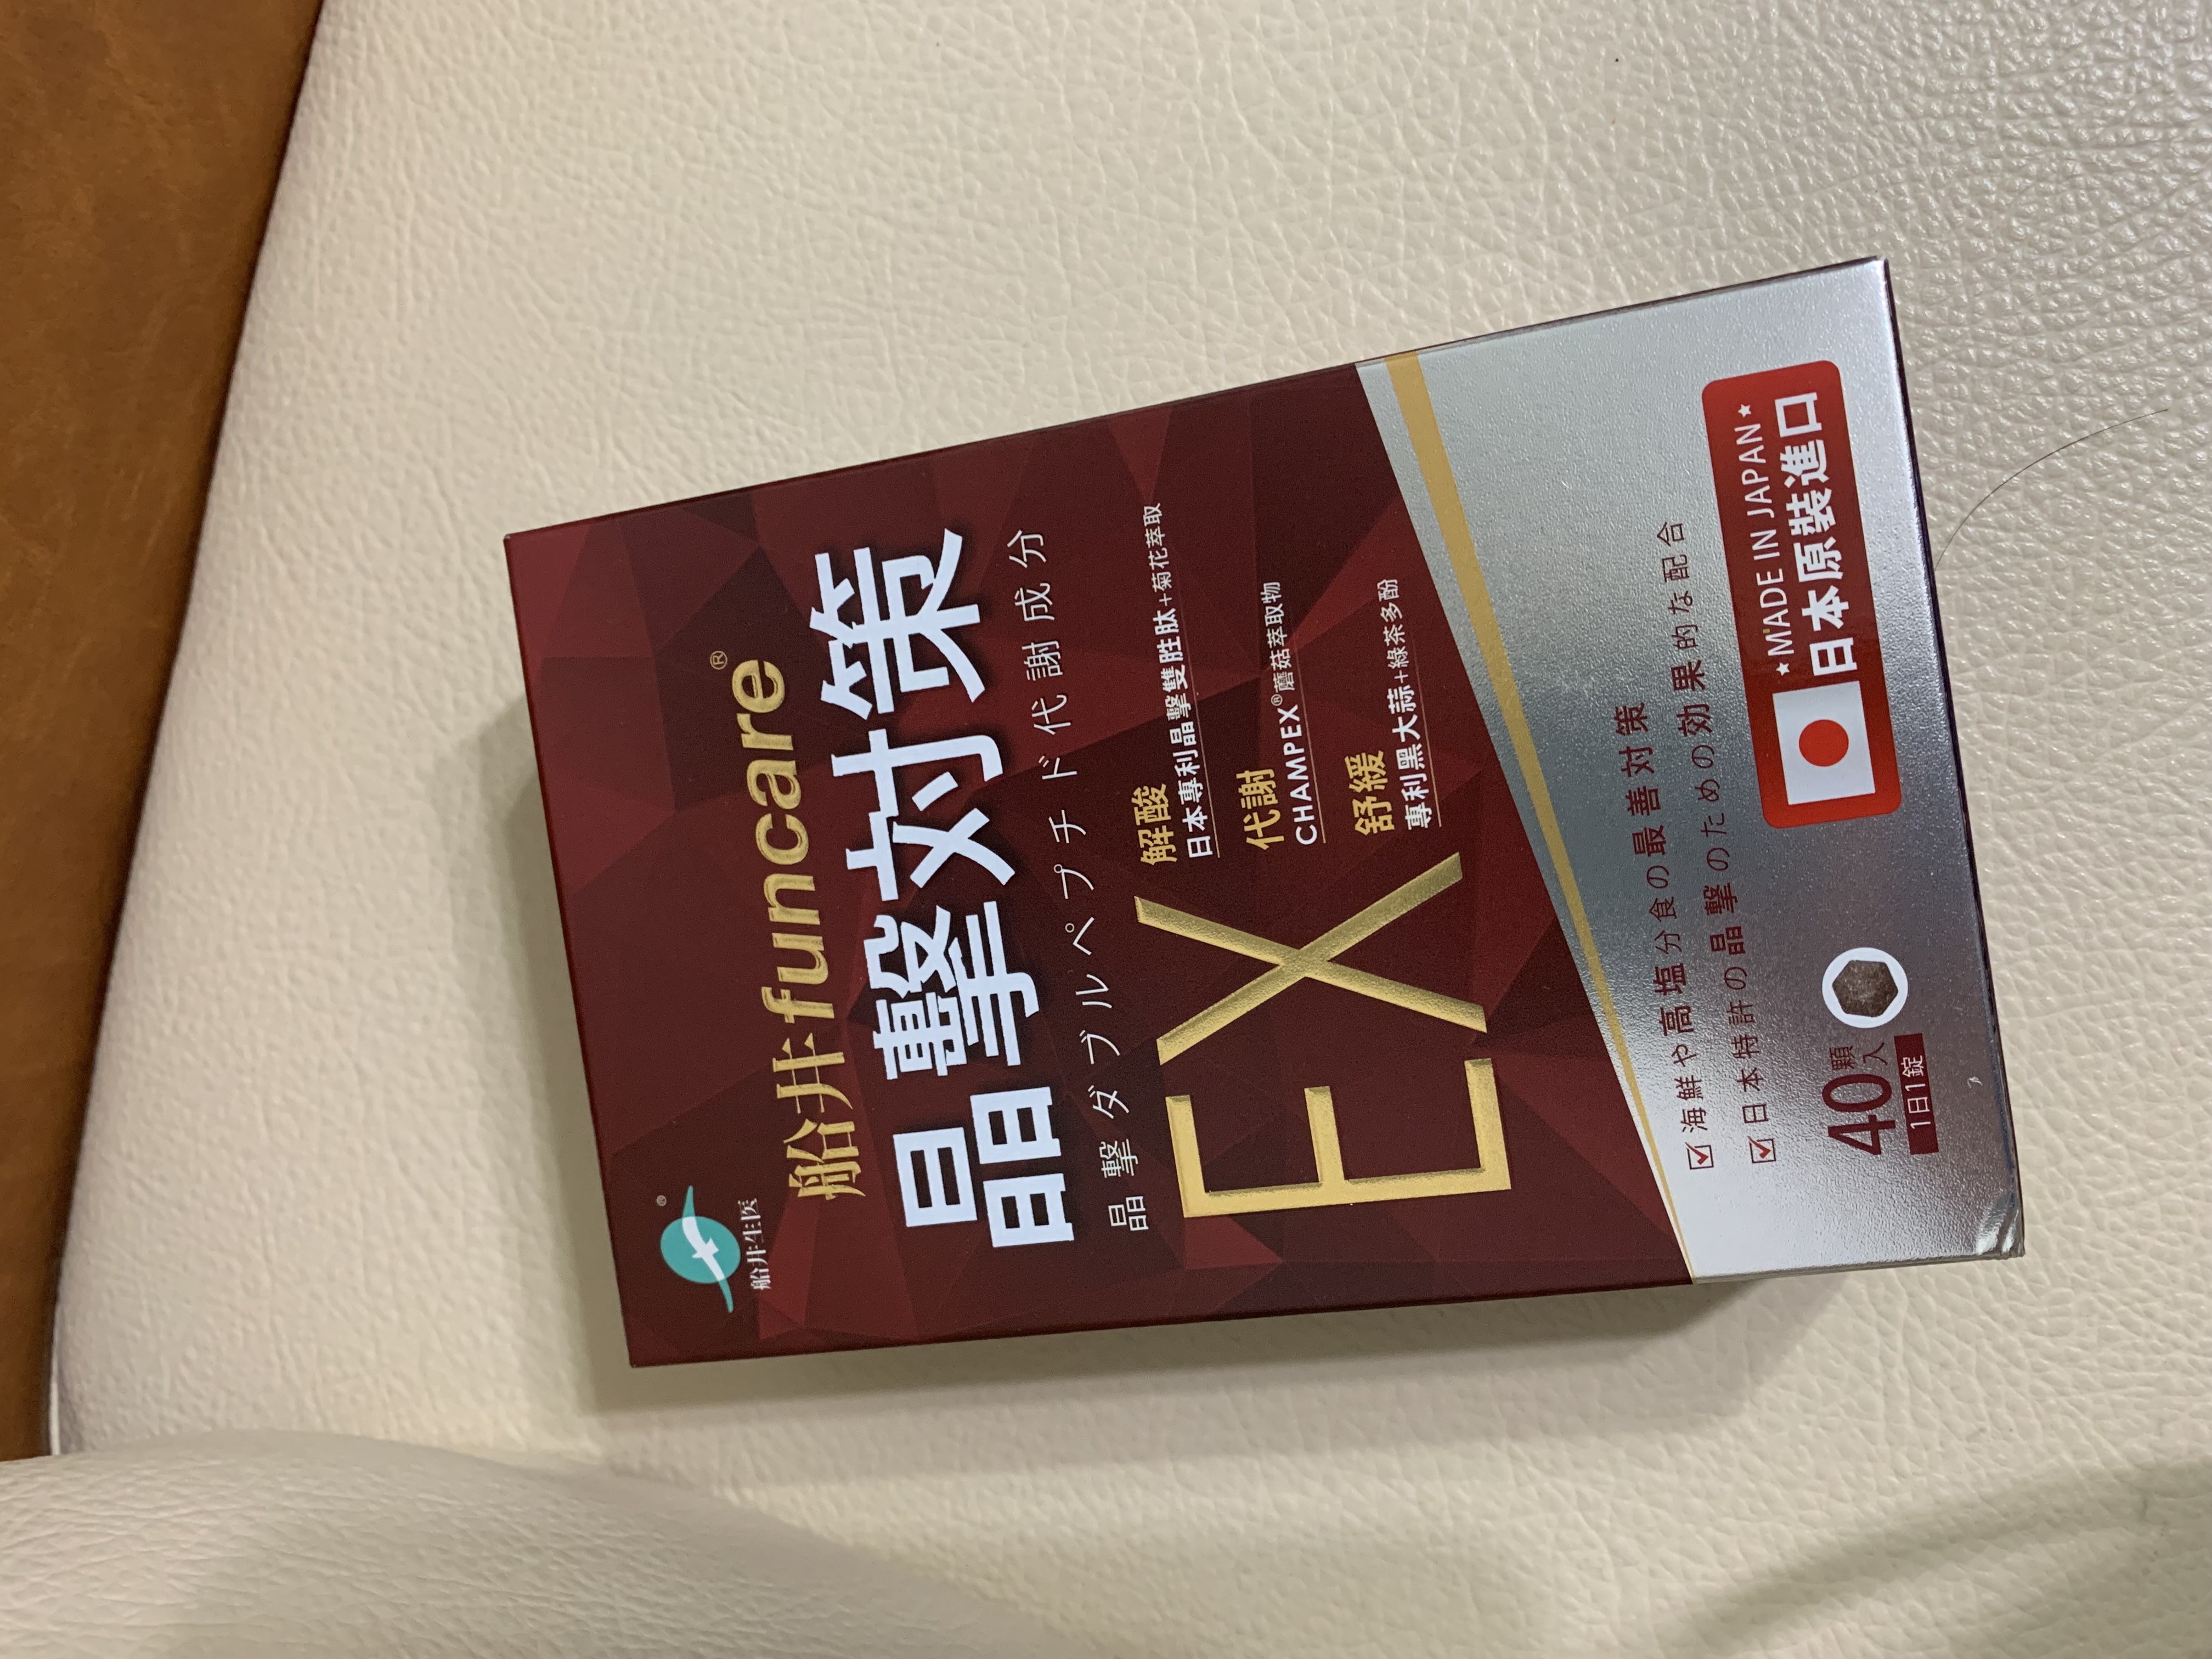 船井生医®
船井funcare®
晶擊対策
晶撃ダブルペプチド代謝成分
EX
解酸
日本專利晶擊雙胜肽+菊花萃取
代謝
CHAMPEX®蘑菇萃取物
舒緩
專利黑大蒜+綠茶多酚
海鮮や高塩分食の最善対策
日本特許の晶撃のための効果的な配合
40顆入
1日1錠
MADE IN JAPAN
日本原裝進口